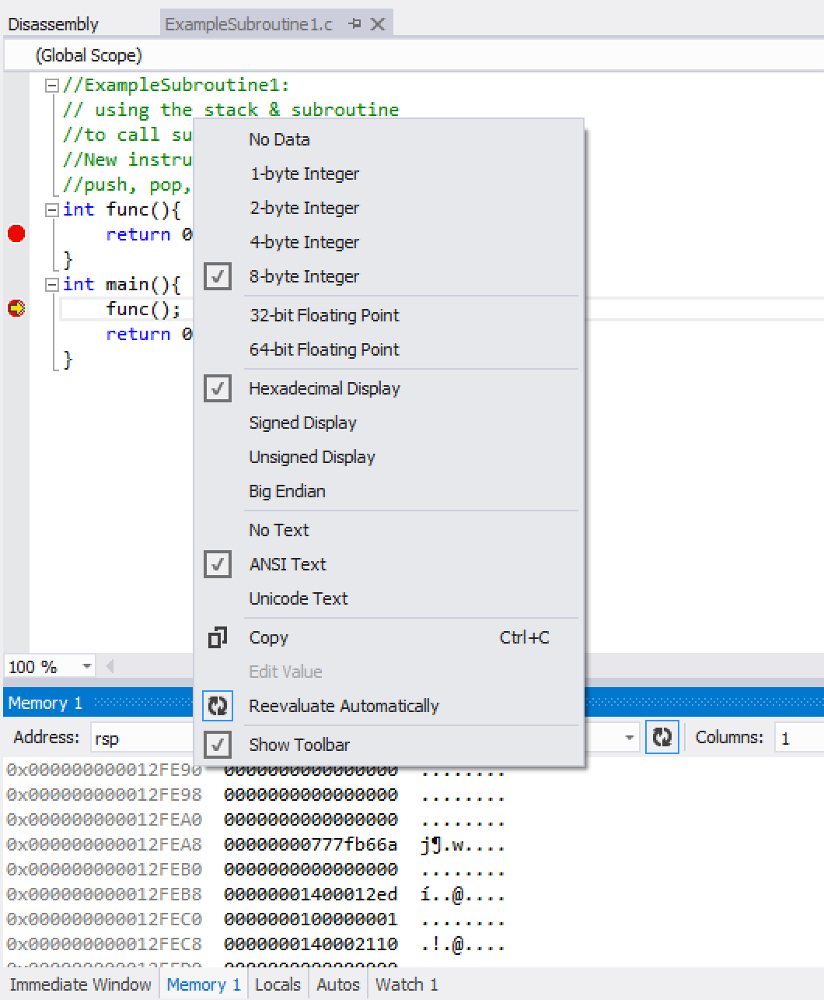 Disassembly ExampleSubroutine1.c
(Global Scope)
//ExampleSubroutine1:
// using the stack & subroutine
//to call su
//New instru
//push, pop,
int func(){
return 0
}
int main(){
func();
return 0
}
No Data
1-byte Integer
2-byte Integer
4-byte Integer
8-byte Integer
32-bit Floating Point
64-bit Floating Point
Hexadecimal Display
Signed Display
Unsigned Display
Big Endian
No Text
ANSI Text
Unicode Text
Copy Ctrl+C
Edit Value
Reevaluate Automatically
Show Toolbar
100 %
Memory 1
Address: rsp Columns: 1
0x000000000012FE90 0000000000000000 ........
0x000000000012FE98 0000000000000000 ........
0x000000000012FEA0 0000000000000000 ........
0x000000000012FEA8 00000000777fb66a j¶.w....
0x000000000012FEB0 0000000000000000 ........
0x000000000012FEB8 00000001400012ed í..@....
0x000000000012FEC0 0000000100000001 ........
0x000000000012FEC8 0000000140002110 .!.@....
Immediate Window Memory 1 Locals Autos Watch 1